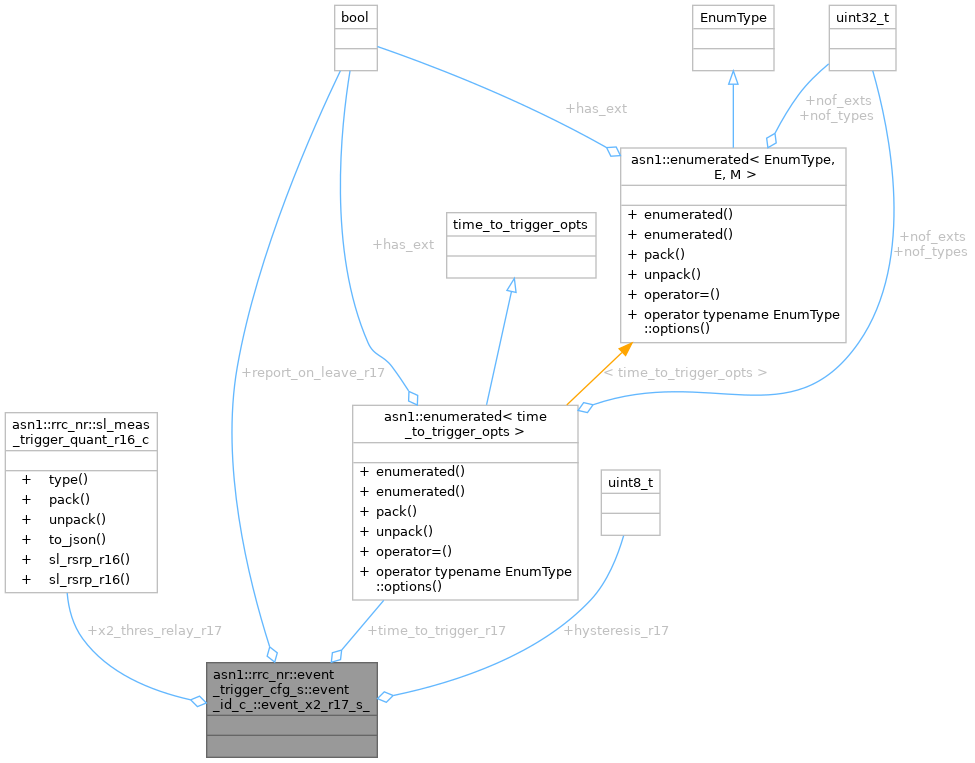 bool
EnumType
uint32_t
+has_ext
+nof_exts
+nof_types
asn1::enumerated< EnumType,
E, M >
+ enumerated()
+ enumerated()
+ pack()
+ unpack()
+ operator=()
+ operator typename EnumType
::options()
time_to_trigger_opts
+has_ext
+nof_exts
+nof_types
+report_on_leave_r17
< time_to_trigger_opts >
asn1::rrc_nr::sl_meas
_trigger_quant_r16_c
+ type()
+ pack()
+ unpack()
+ to_json()
+ sl_rsrp_r16()
+ sl_rsrp_r16()
asn1::enumerated< time
_to_trigger_opts >
+ enumerated()
+ enumerated()
+ pack()
+ unpack()
+ operator=()
+ operator typename EnumType
::options()
uint8_t
+x2_thres_relay_r17
+time_to_trigger_r17
+hysteresis_r17
asn1::rrc_nr::event
_trigger_cfg_s::event
_id_c_::event_x2_r17_s_